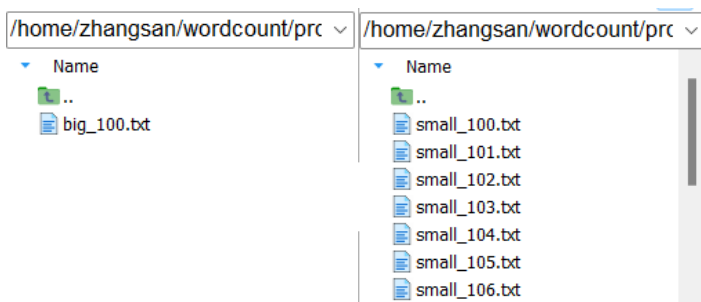 /home/zhangsan/wordcount/prc
Name
..
big_100.txt
/home/zhangsan/wordcount/prc
Name
..
small_100.txt
small_101.txt
small_102.txt
small_103.txt
small_104.txt
small_105.txt
small_106.txt